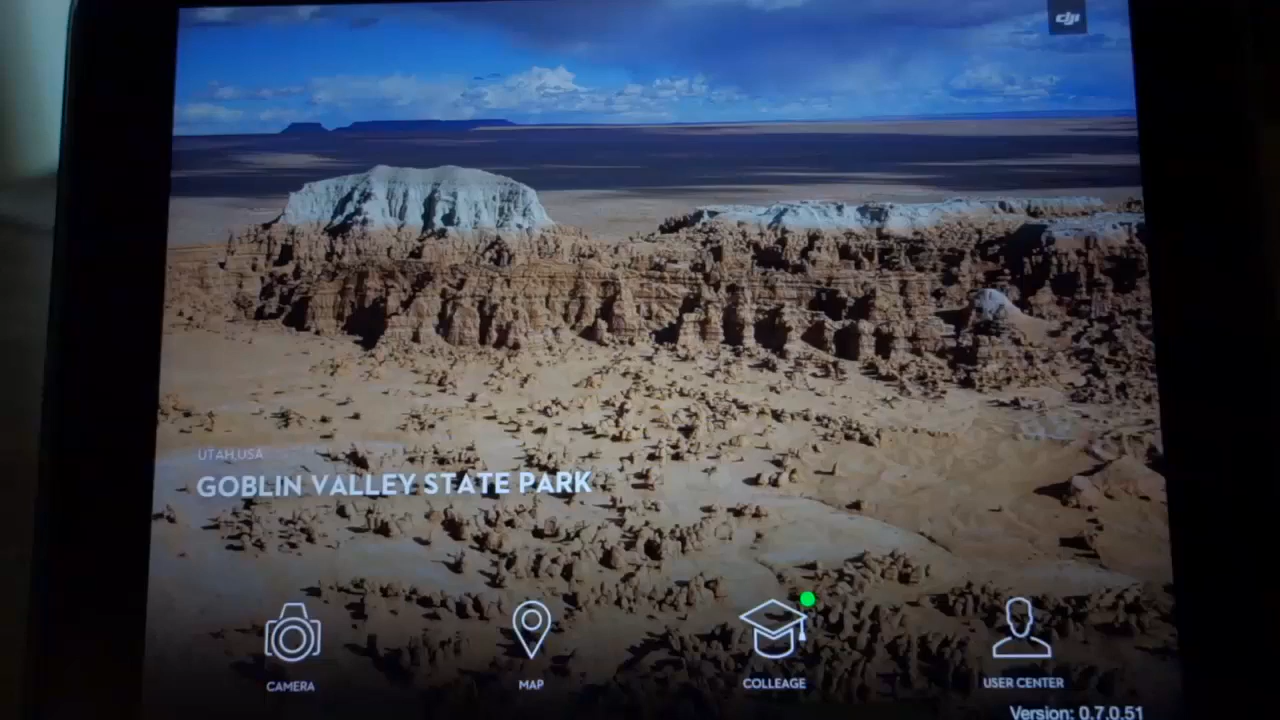 dji
UTAH,USA
GOBLIN VALLEY STATE PARK
CAMERA
MAP
COLLEAGE
USER CENTER
Version: 0.7.0.51